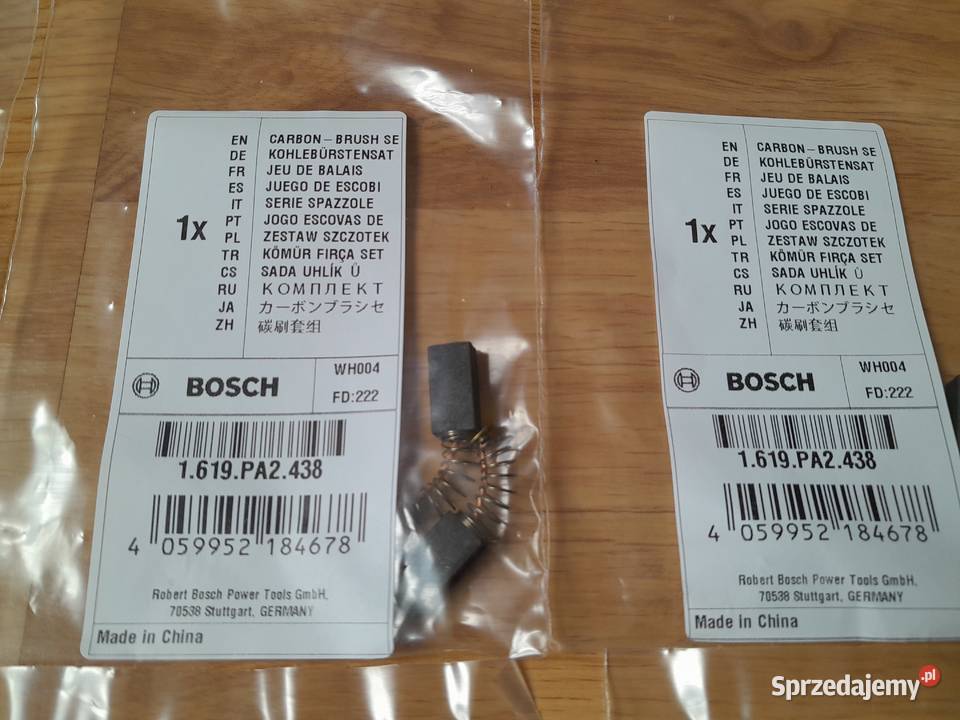 1x
EN CARBON-BRUSH SE
DE KOHLEBÜRSTENSAT
FR JEU DE BALAIS
ES JUEGO DE ESCOBI
IT SERIE SPAZZOLE
PT JOGO ESCOVAS DE
PL ZESTAW SZCZOTEK
TR KÖMÜR FIRÇA SET
CS SADA UHLÍK Ů
RU КОМПЛЕКТ
JA カーボンブラシセ
ZH 碳刷套组
BOSCH
WH004
FD:222
1.619.PA2.438
4 059952 184678
Robert Bosch Power Tools GmbH,
70538 Stuttgart, GERMANY
Made in China
1x
EN CARBON-BRUSH SE
DE KOHLEBÜRSTENSAT
FR JEU DE BALAIS
ES JUEGO DE ESCOBI
IT SERIE SPAZZOLE
PT JOGO ESCOVAS DE
PL ZESTAW SZCZOTEK
TR KÖMÜR FIRÇA SET
CS SADA UHLÍK Ů
RU КОМПЛЕКТ
JA カーボンブラシセ
ZH 碳刷套组
BOSCH
WH004
FD:222
1.619.PA2.438
4 059952 184678
Robert Bosch Power Tools GmbH,
70538 Stuttgart, GERMANY
Made in China
Sprzedajemy.pl